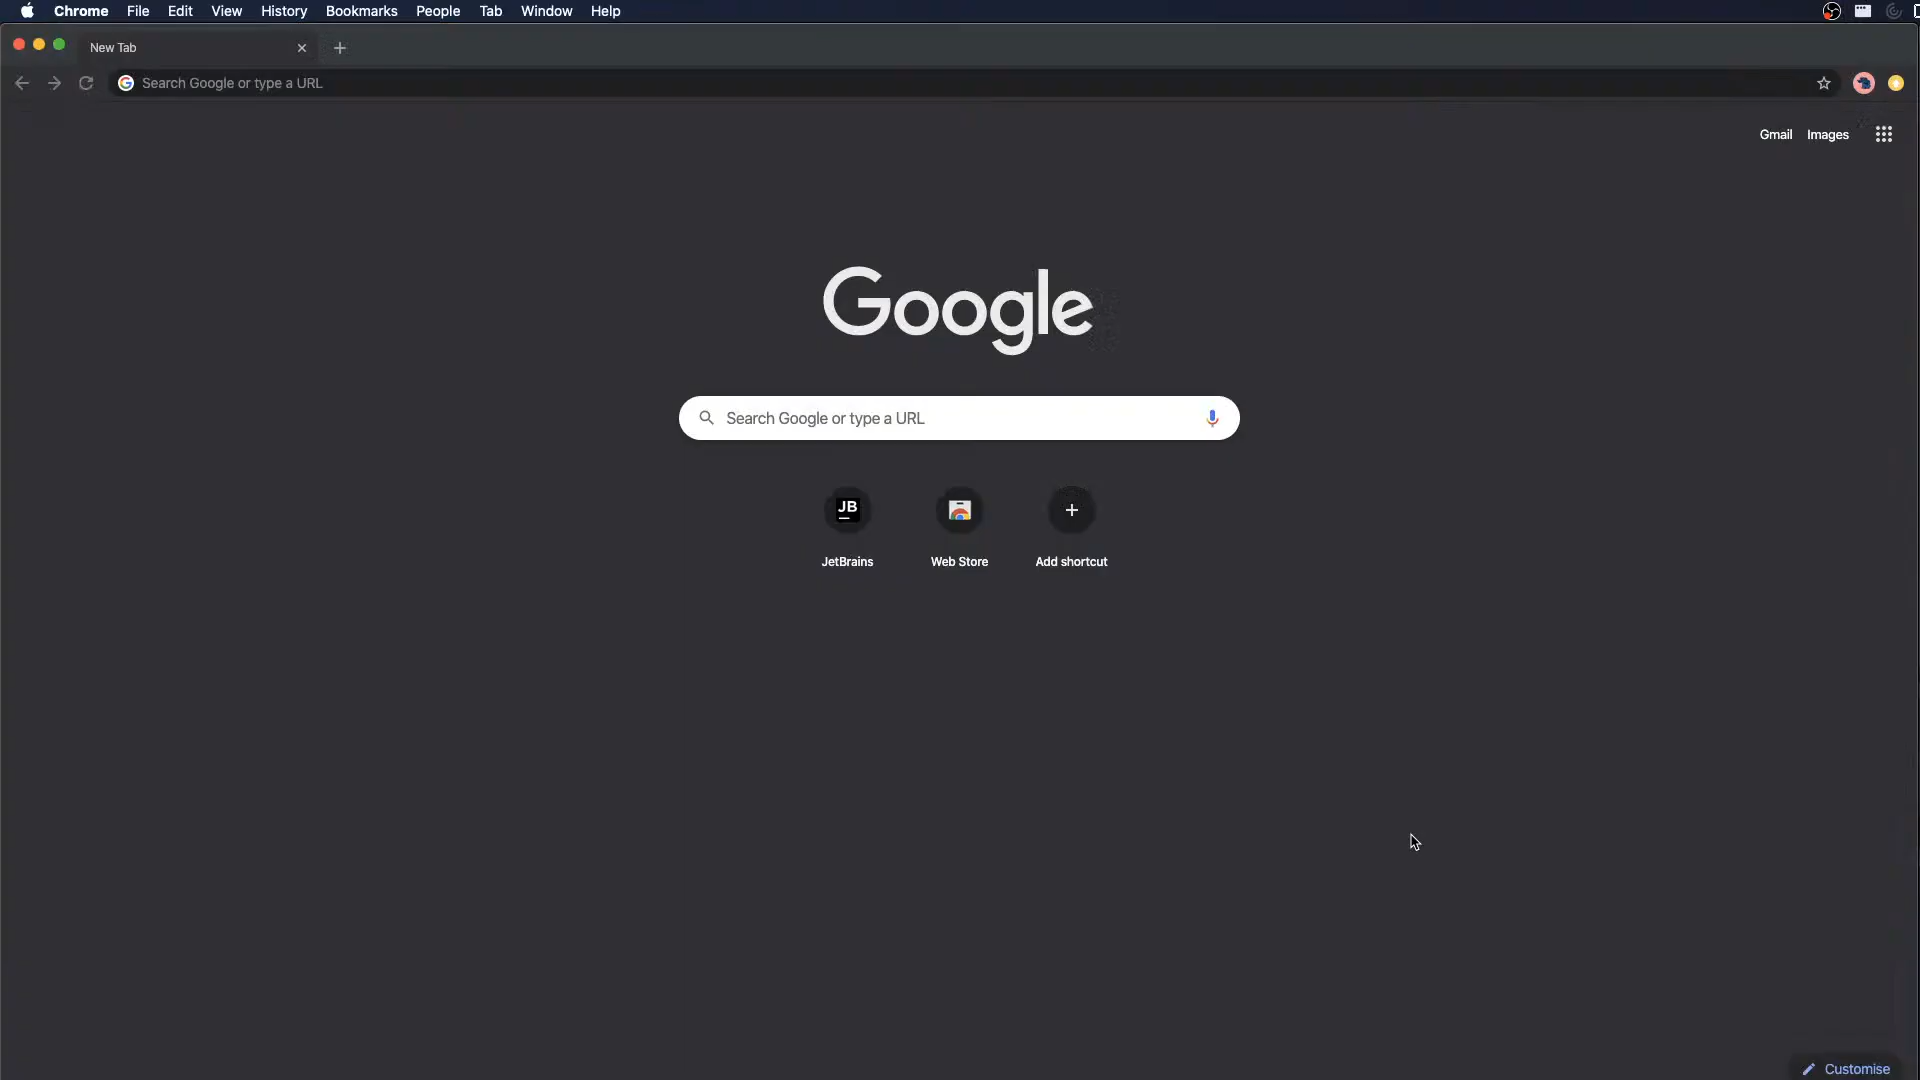 Chrome File Edit View History Bookmarks People Tab Window Help
New Tab
Search Google or type a URL
Gmail Images
Google
Search Google or type a URL
JB
JetBrains Web Store Add shortcut
Customise